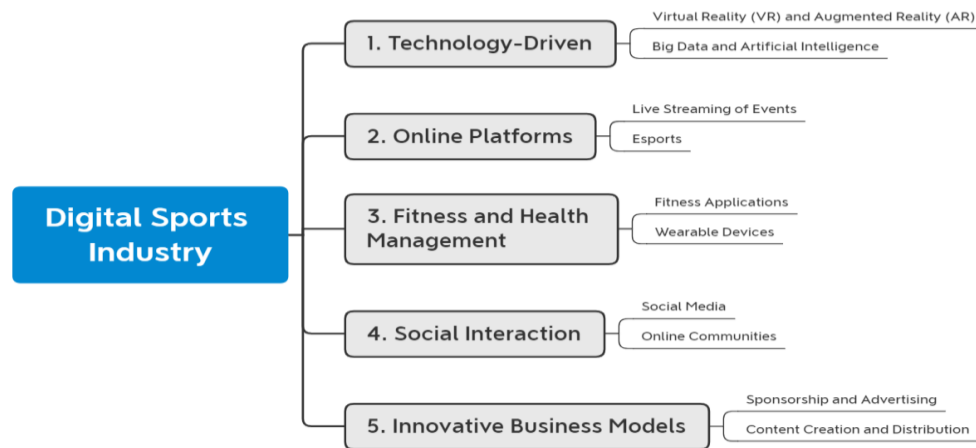 Digital Sports
Industry
1. Technology-Driven
Virtual Reality (VR) and Augmented Reality (AR)
Big Data and Artificial Intelligence
2. Online Platforms
Live Streaming of Events
Esports
3. Fitness and Health
Management
Fitness Applications
Wearable Devices
4. Social Interaction
Social Media
Online Communities
5. Innovative Business Models
Sponsorship and Advertising
Content Creation and Distribution